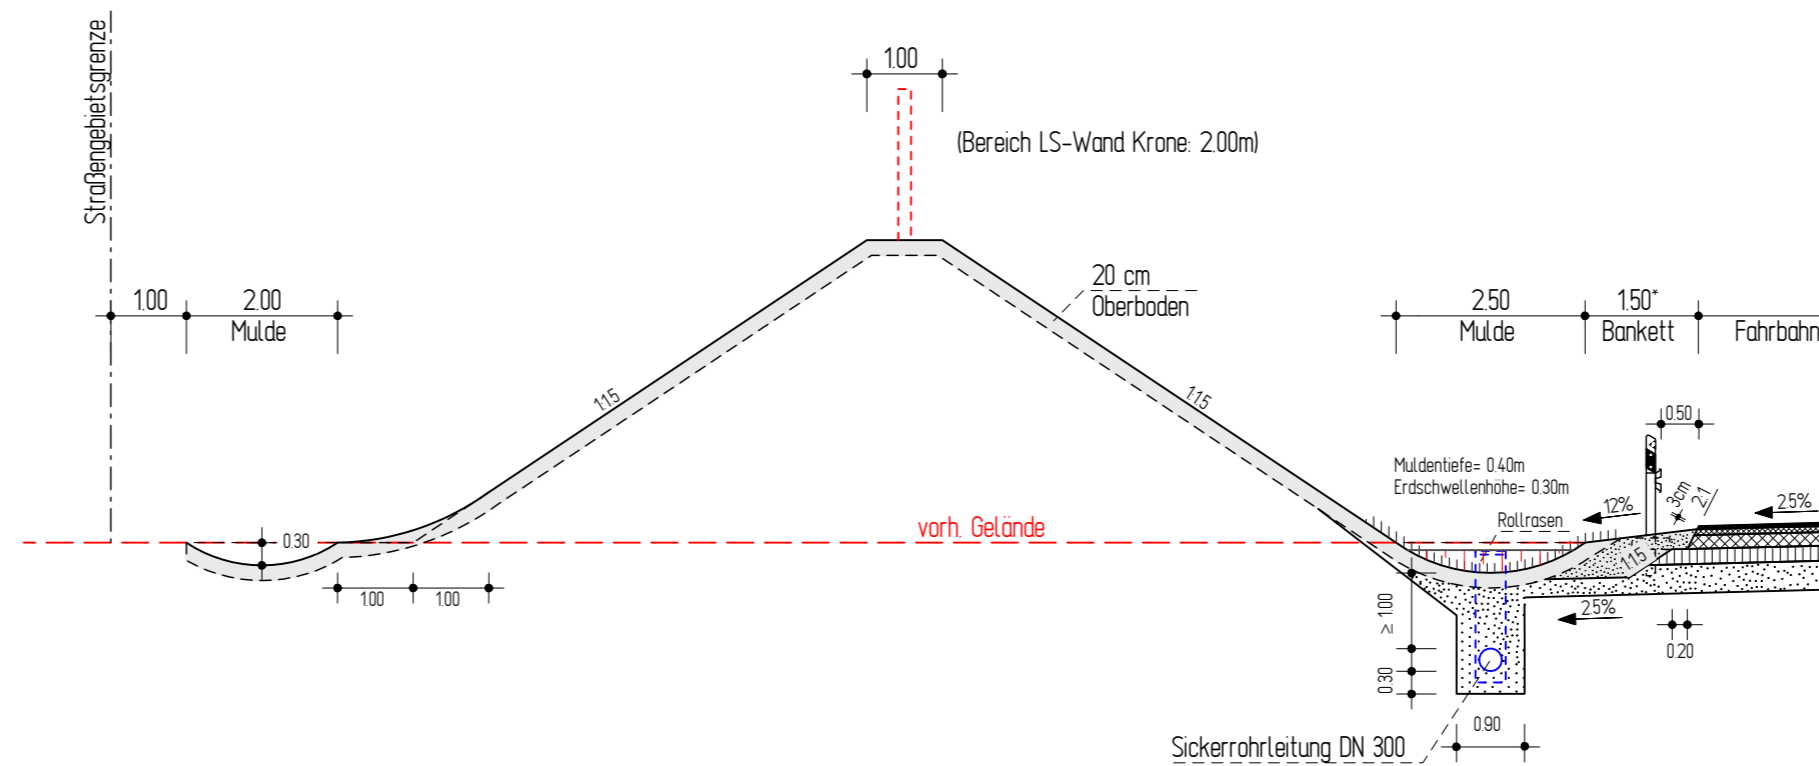 Straßengebietsgrenze
1.00
(Bereich LS-Wand Krone: 2.00m)
20 cm
Oberboden
1.00
2.00
Mulde
2.50
Mulde
1.50*
Bankett
Fahrbahn
1:1.5
1:1.5
0.50
Muldentiefe= 0.40m
Erdschwellenhöhe= 0.30m
Rollrasen
12%
3cm
2:1
2.5%
vorh. Gelände
0.30
1:1.5
1.00
1.00
≥ 1.00
2.5%
0.20
0.30
0.90
Sickerrohrleitung DN 300